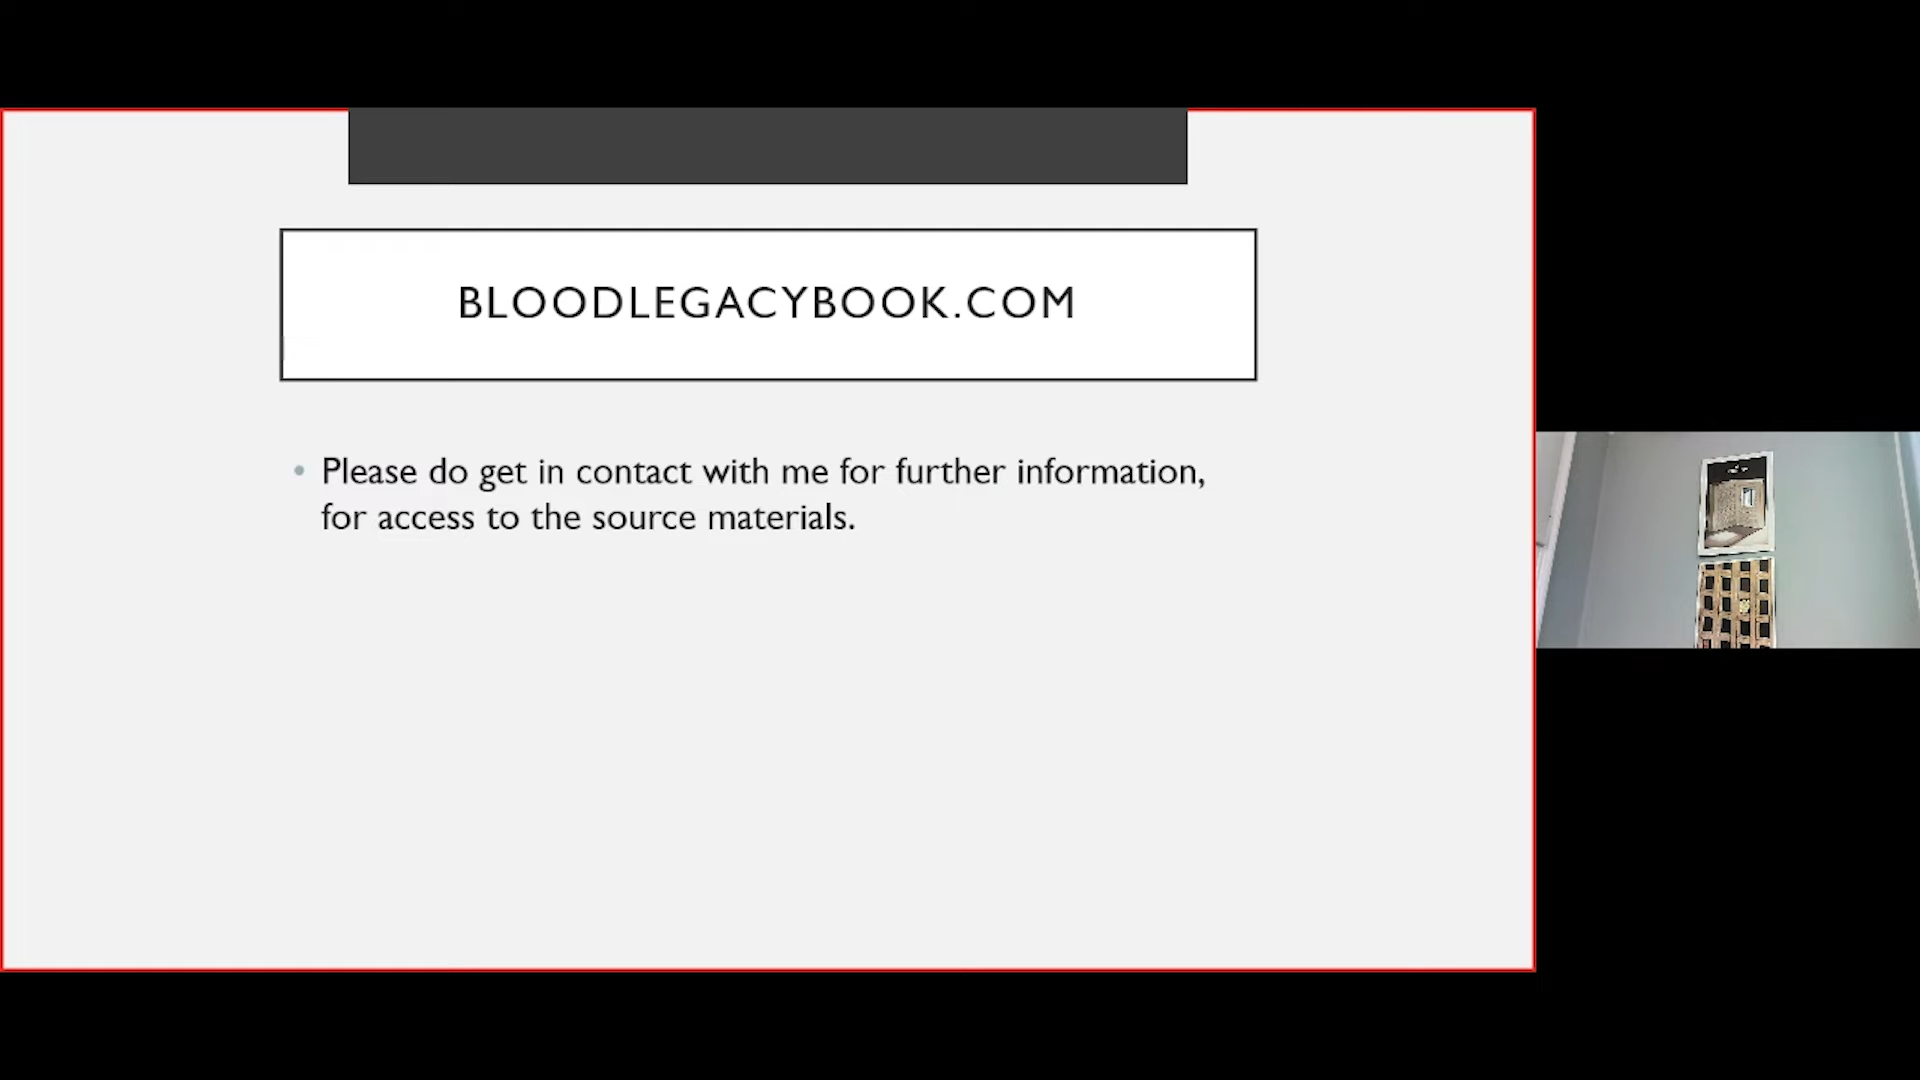 BLOODLEGACYBOOK.COM
• Please do get in contact with me for further information,
for access to the source materials.